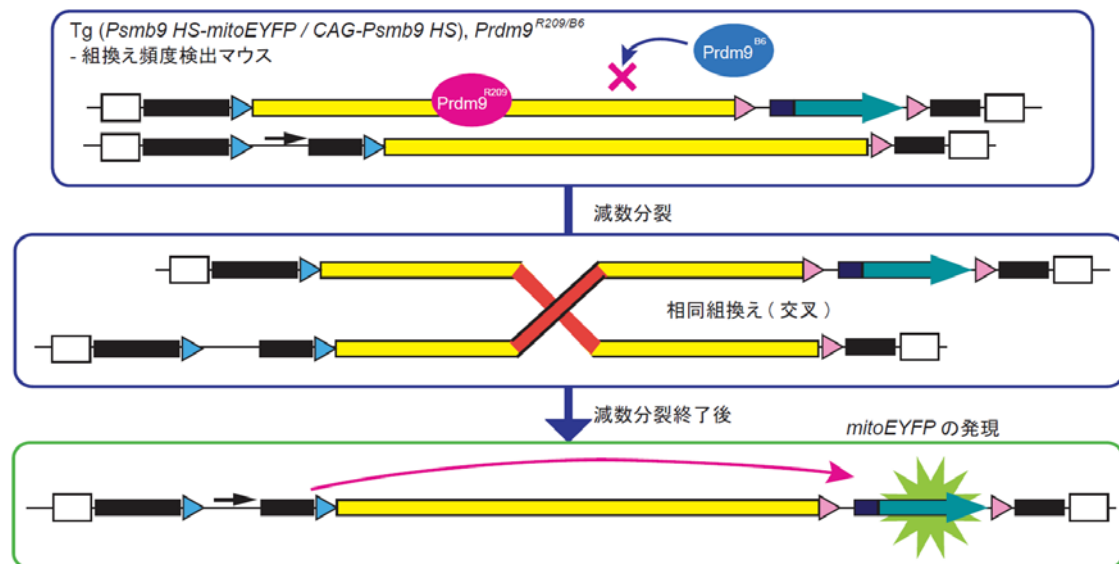 Tg (Psmb9 HS-mitoEYFP / CAG-Psmb9 HS), Prdm9R209/B6
- 組換え頻度検出マウス
Prdm9B6
Prdm9R209
減数分裂
相同組換え ( 交叉 )
減数分裂終了後
mitoEYFP の発現